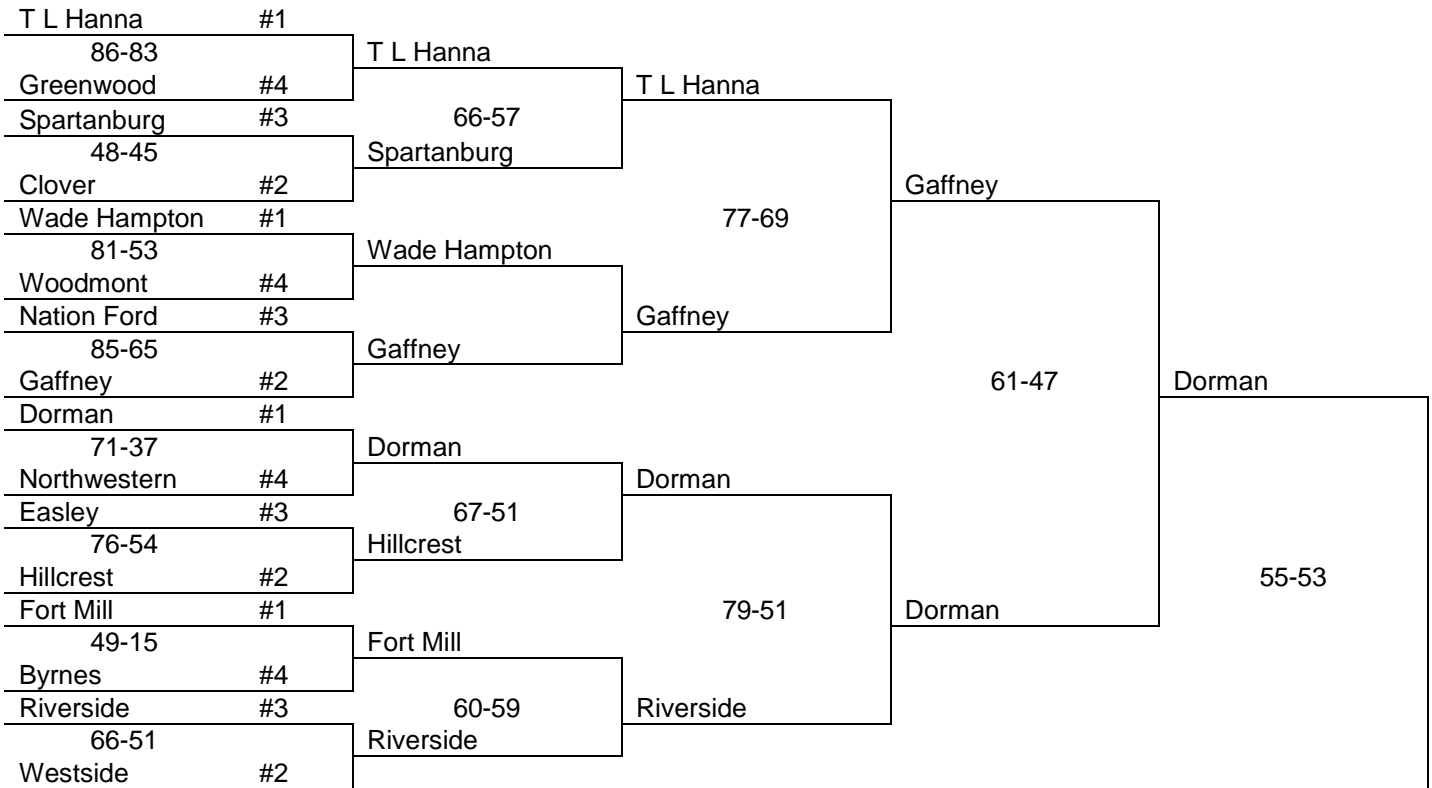 T L Hanna #1
86-83 T L Hanna
Greenwood #4 T L Hanna
Spartanburg #3 66-57
48-45 Spartanburg
Clover #2 Gaffney
Wade Hampton #1 77-69
81-53 Wade Hampton
Woodmont #4
Nation Ford #3 Gaffney
85-65 Gaffney
Gaffney #2 61-47 Dorman
Dorman #1
71-37 Dorman
Northwestern #4 Dorman
Easley #3 67-51
76-54 Hillcrest
Hillcrest #2 55-53
Fort Mill #1 79-51 Dorman
49-15 Fort Mill
Byrnes #4
Riverside #3 60-59 Riverside
66-51 Riverside
Westside #2